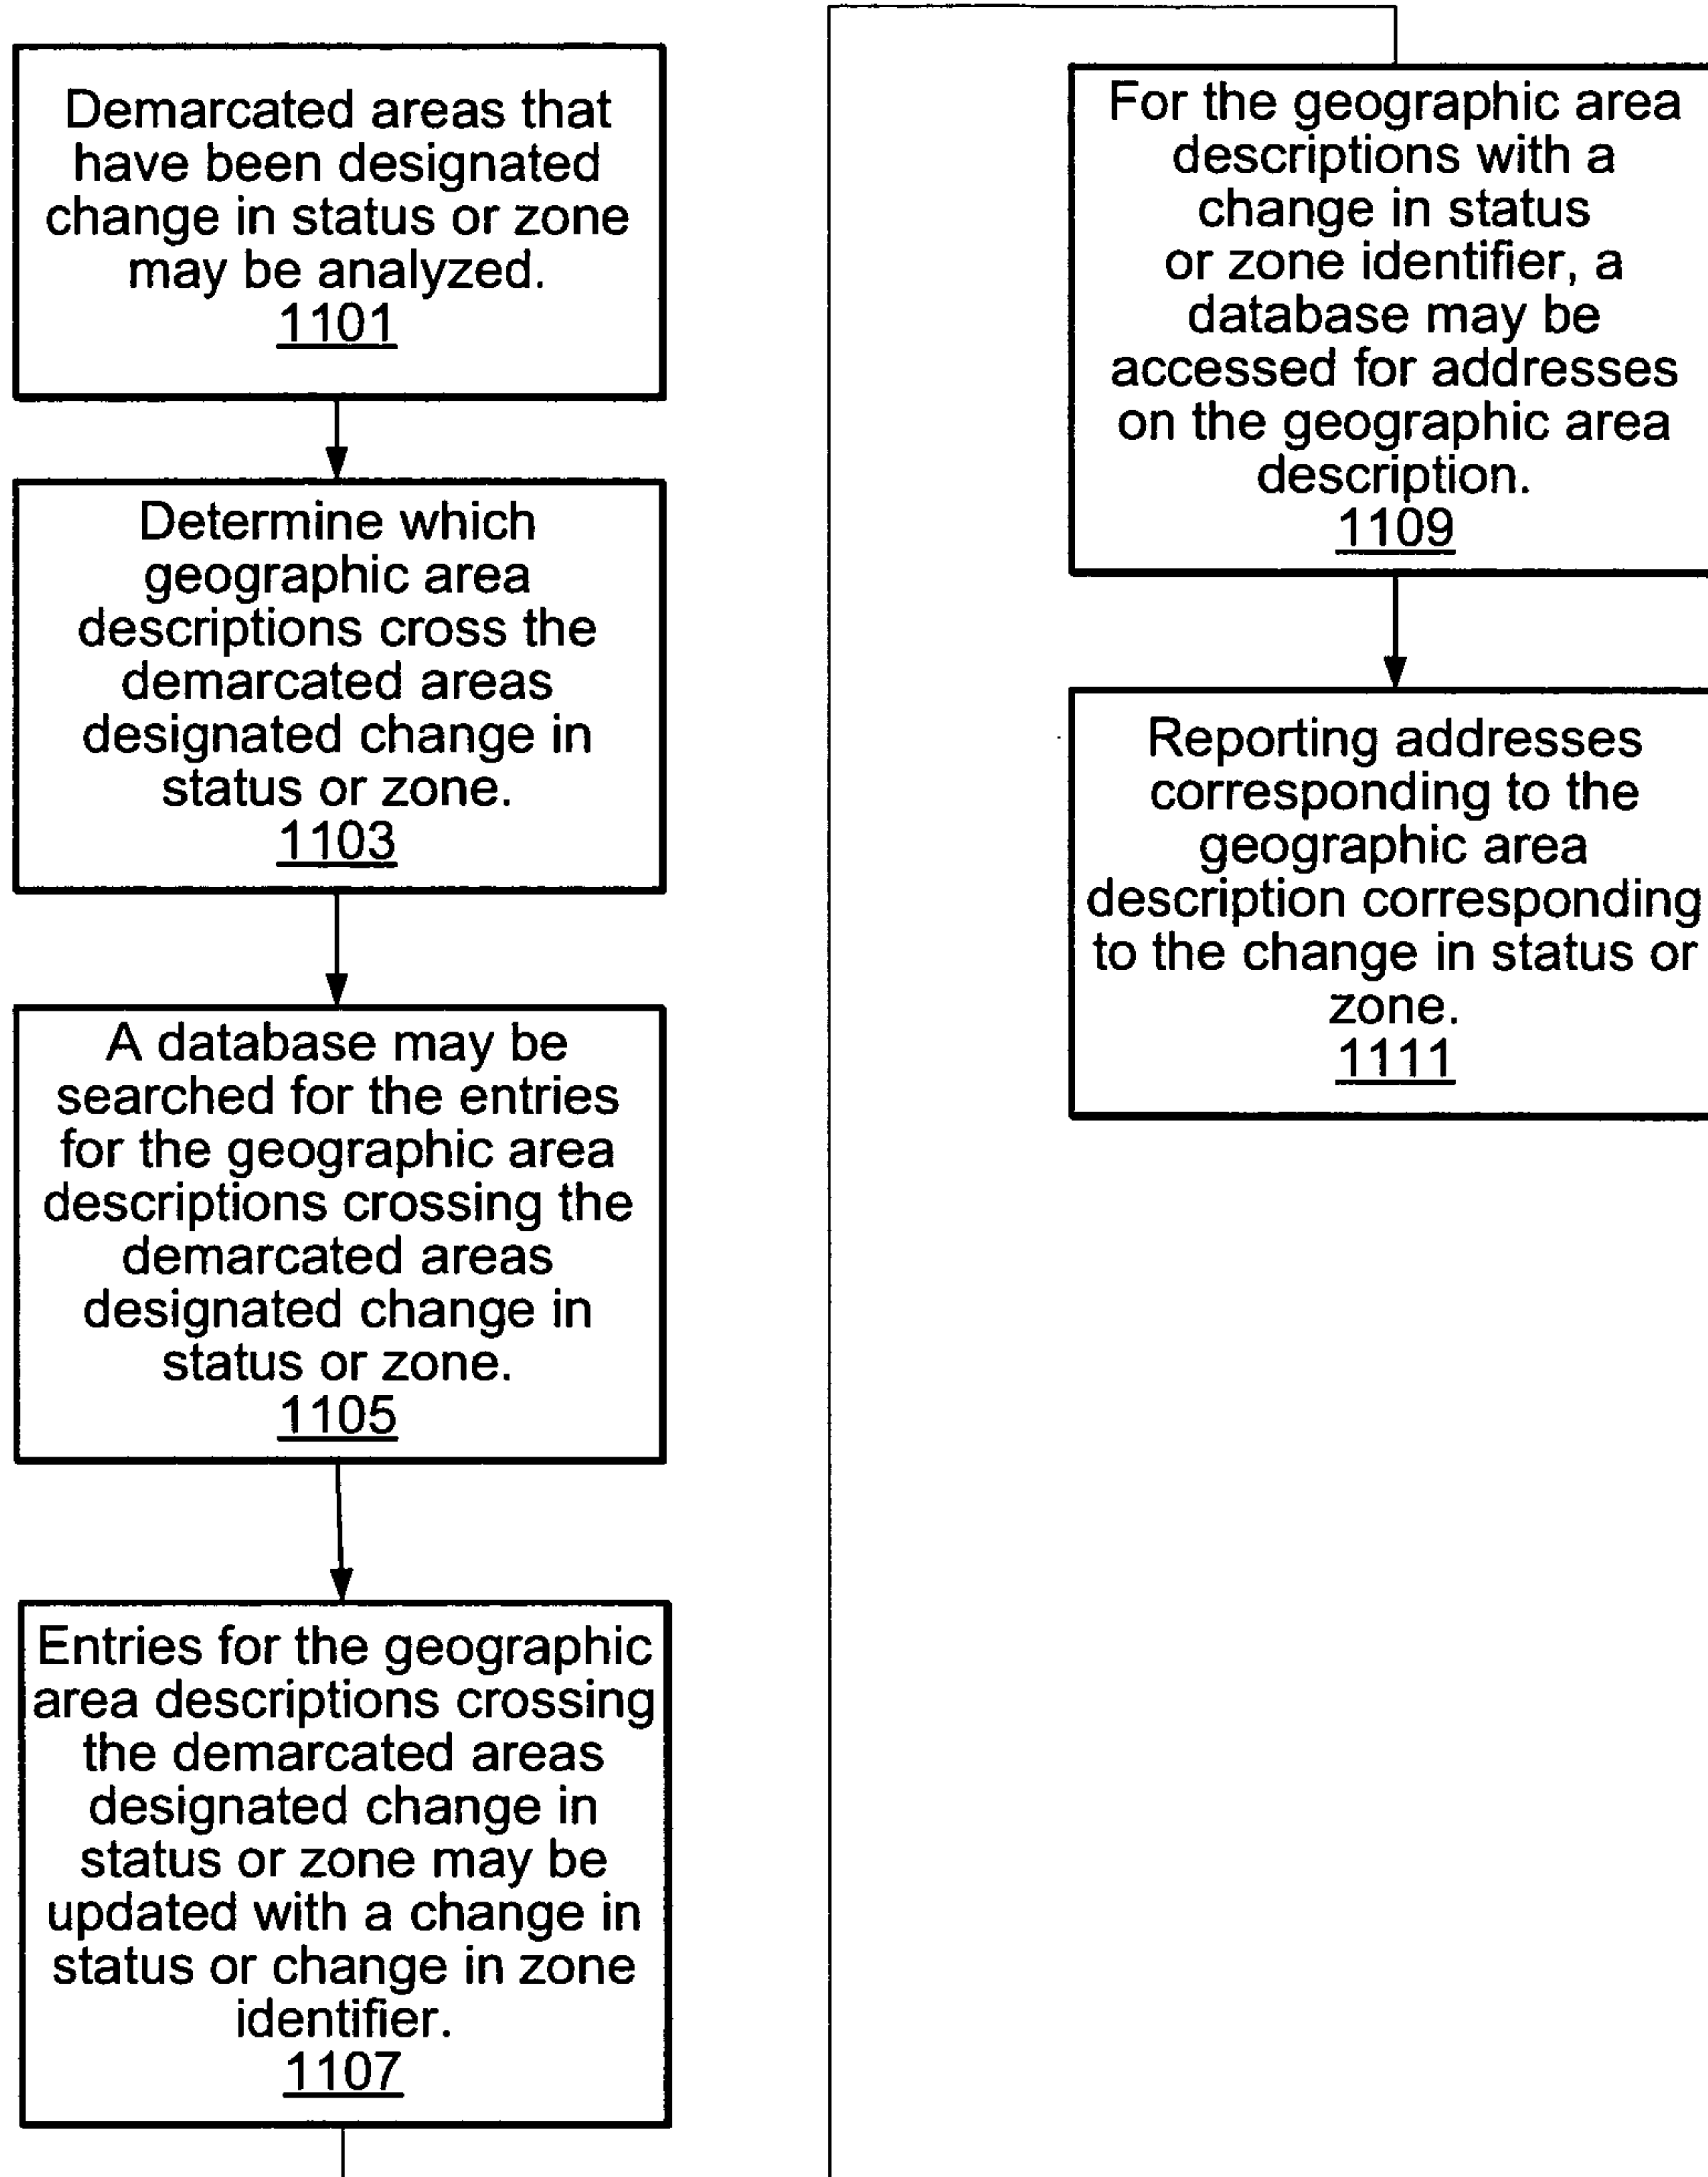 Demarcated areas that
have been designated
change in status or zone
may be analyzed.
1101
Determine which
geographic area
descriptions cross the
demarcated areas
designated change in
status or zone.
1103
A database may be
searched for the entries
for the geographic area
descriptions crossing the
demarcated areas
designated change in
status or zone.
1105
Entries for the geographic
area descriptions crossing
the demarcated areas
designated change in
status or zone may be
updated with a change in
status or change in zone
identifier.
1107
For the geographic area
descriptions with a
change in status
or zone identifier, a
database may be
accessed for addresses
on the geographic area
description.
1109
Reporting addresses
corresponding to the
geographic area
description corresponding
to the change in status or
zone.
1111